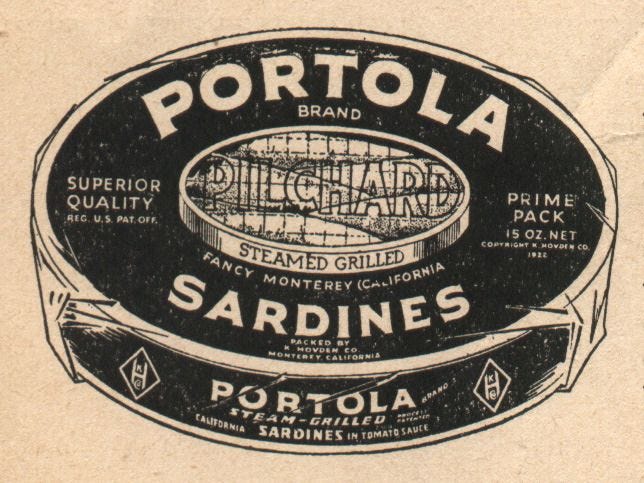 PORTOLA
BRAND
PILCHARD
STEAMED GRILLED
SUPERIOR
QUALITY
REG. U.S. PAT. OFF.
PRIME
PACK
15 OZ. NET
COPYRIGHT K. HOVDEN CO.
1922
FANCY MONTEREY (CALIFORNIA
SARDINES
PACKED BY
K. HOVDEN CO.
MONTEREY, CALIFORNIA
PORTOLA BRAND
STEAM-GRILLED PROCESS PATENTED
CALIFORNIA SARDINES IN TOMATO SAUCE